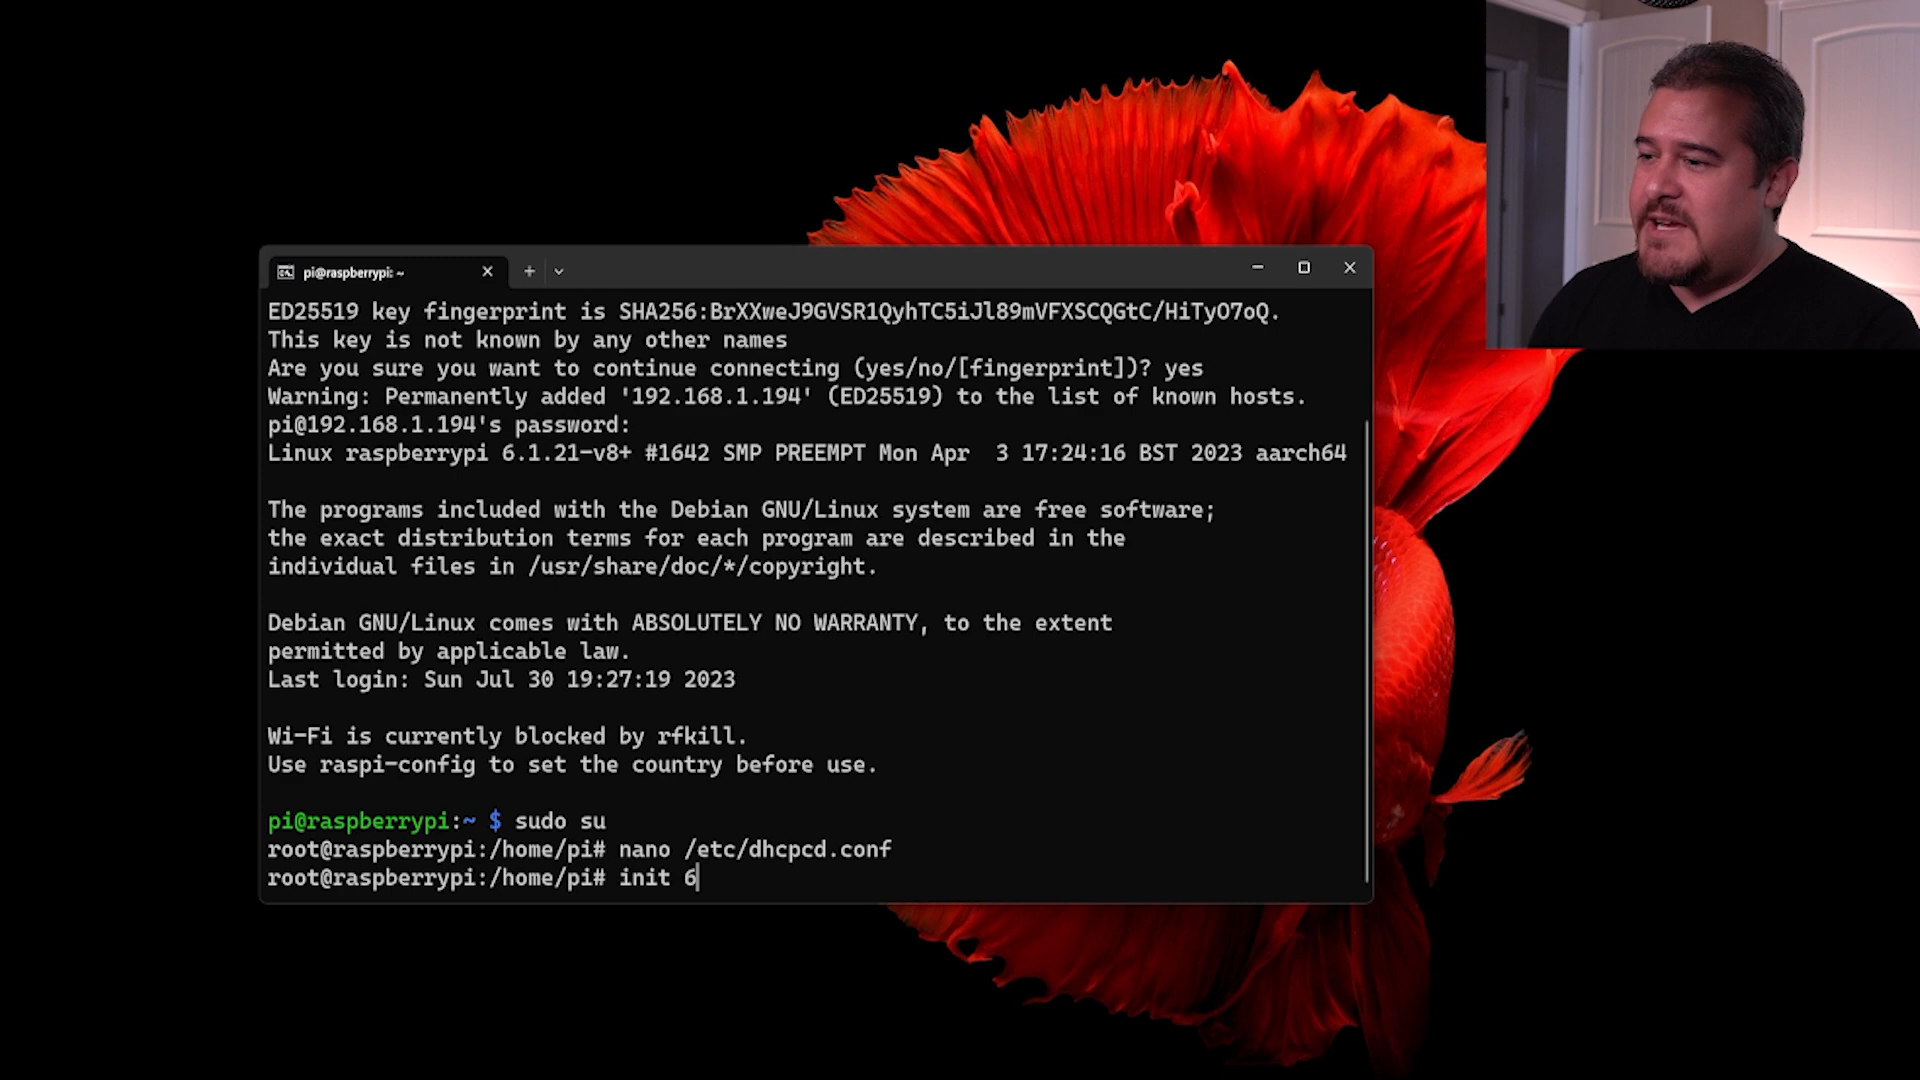 pi@raspberrypi: ~
ED25519 key fingerprint is SHA256:BrXXweJ9GVSR1QyhTC5iJl89mVFXSCQGtC/HiTyO7oQ.
This key is not known by any other names
Are you sure you want to continue connecting (yes/no/[fingerprint])? yes
Warning: Permanently added '192.168.1.194' (ED25519) to the list of known hosts.
pi@192.168.1.194's password:
Linux raspberrypi 6.1.21-v8+ #1642 SMP PREEMPT Mon Apr  3 17:24:16 BST 2023 aarch64
The programs included with the Debian GNU/Linux system are free software;
the exact distribution terms for each program are described in the
individual files in /usr/share/doc/*/copyright.
Debian GNU/Linux comes with ABSOLUTELY NO WARRANTY, to the extent
permitted by applicable law.
Last login: Sun Jul 30 19:27:19 2023
Wi-Fi is currently blocked by rfkill.
Use raspi-config to set the country before use.
pi@raspberrypi:~ $ sudo su
root@raspberrypi:/home/pi# nano /etc/dhcpcd.conf
root@raspberrypi:/home/pi# init 6